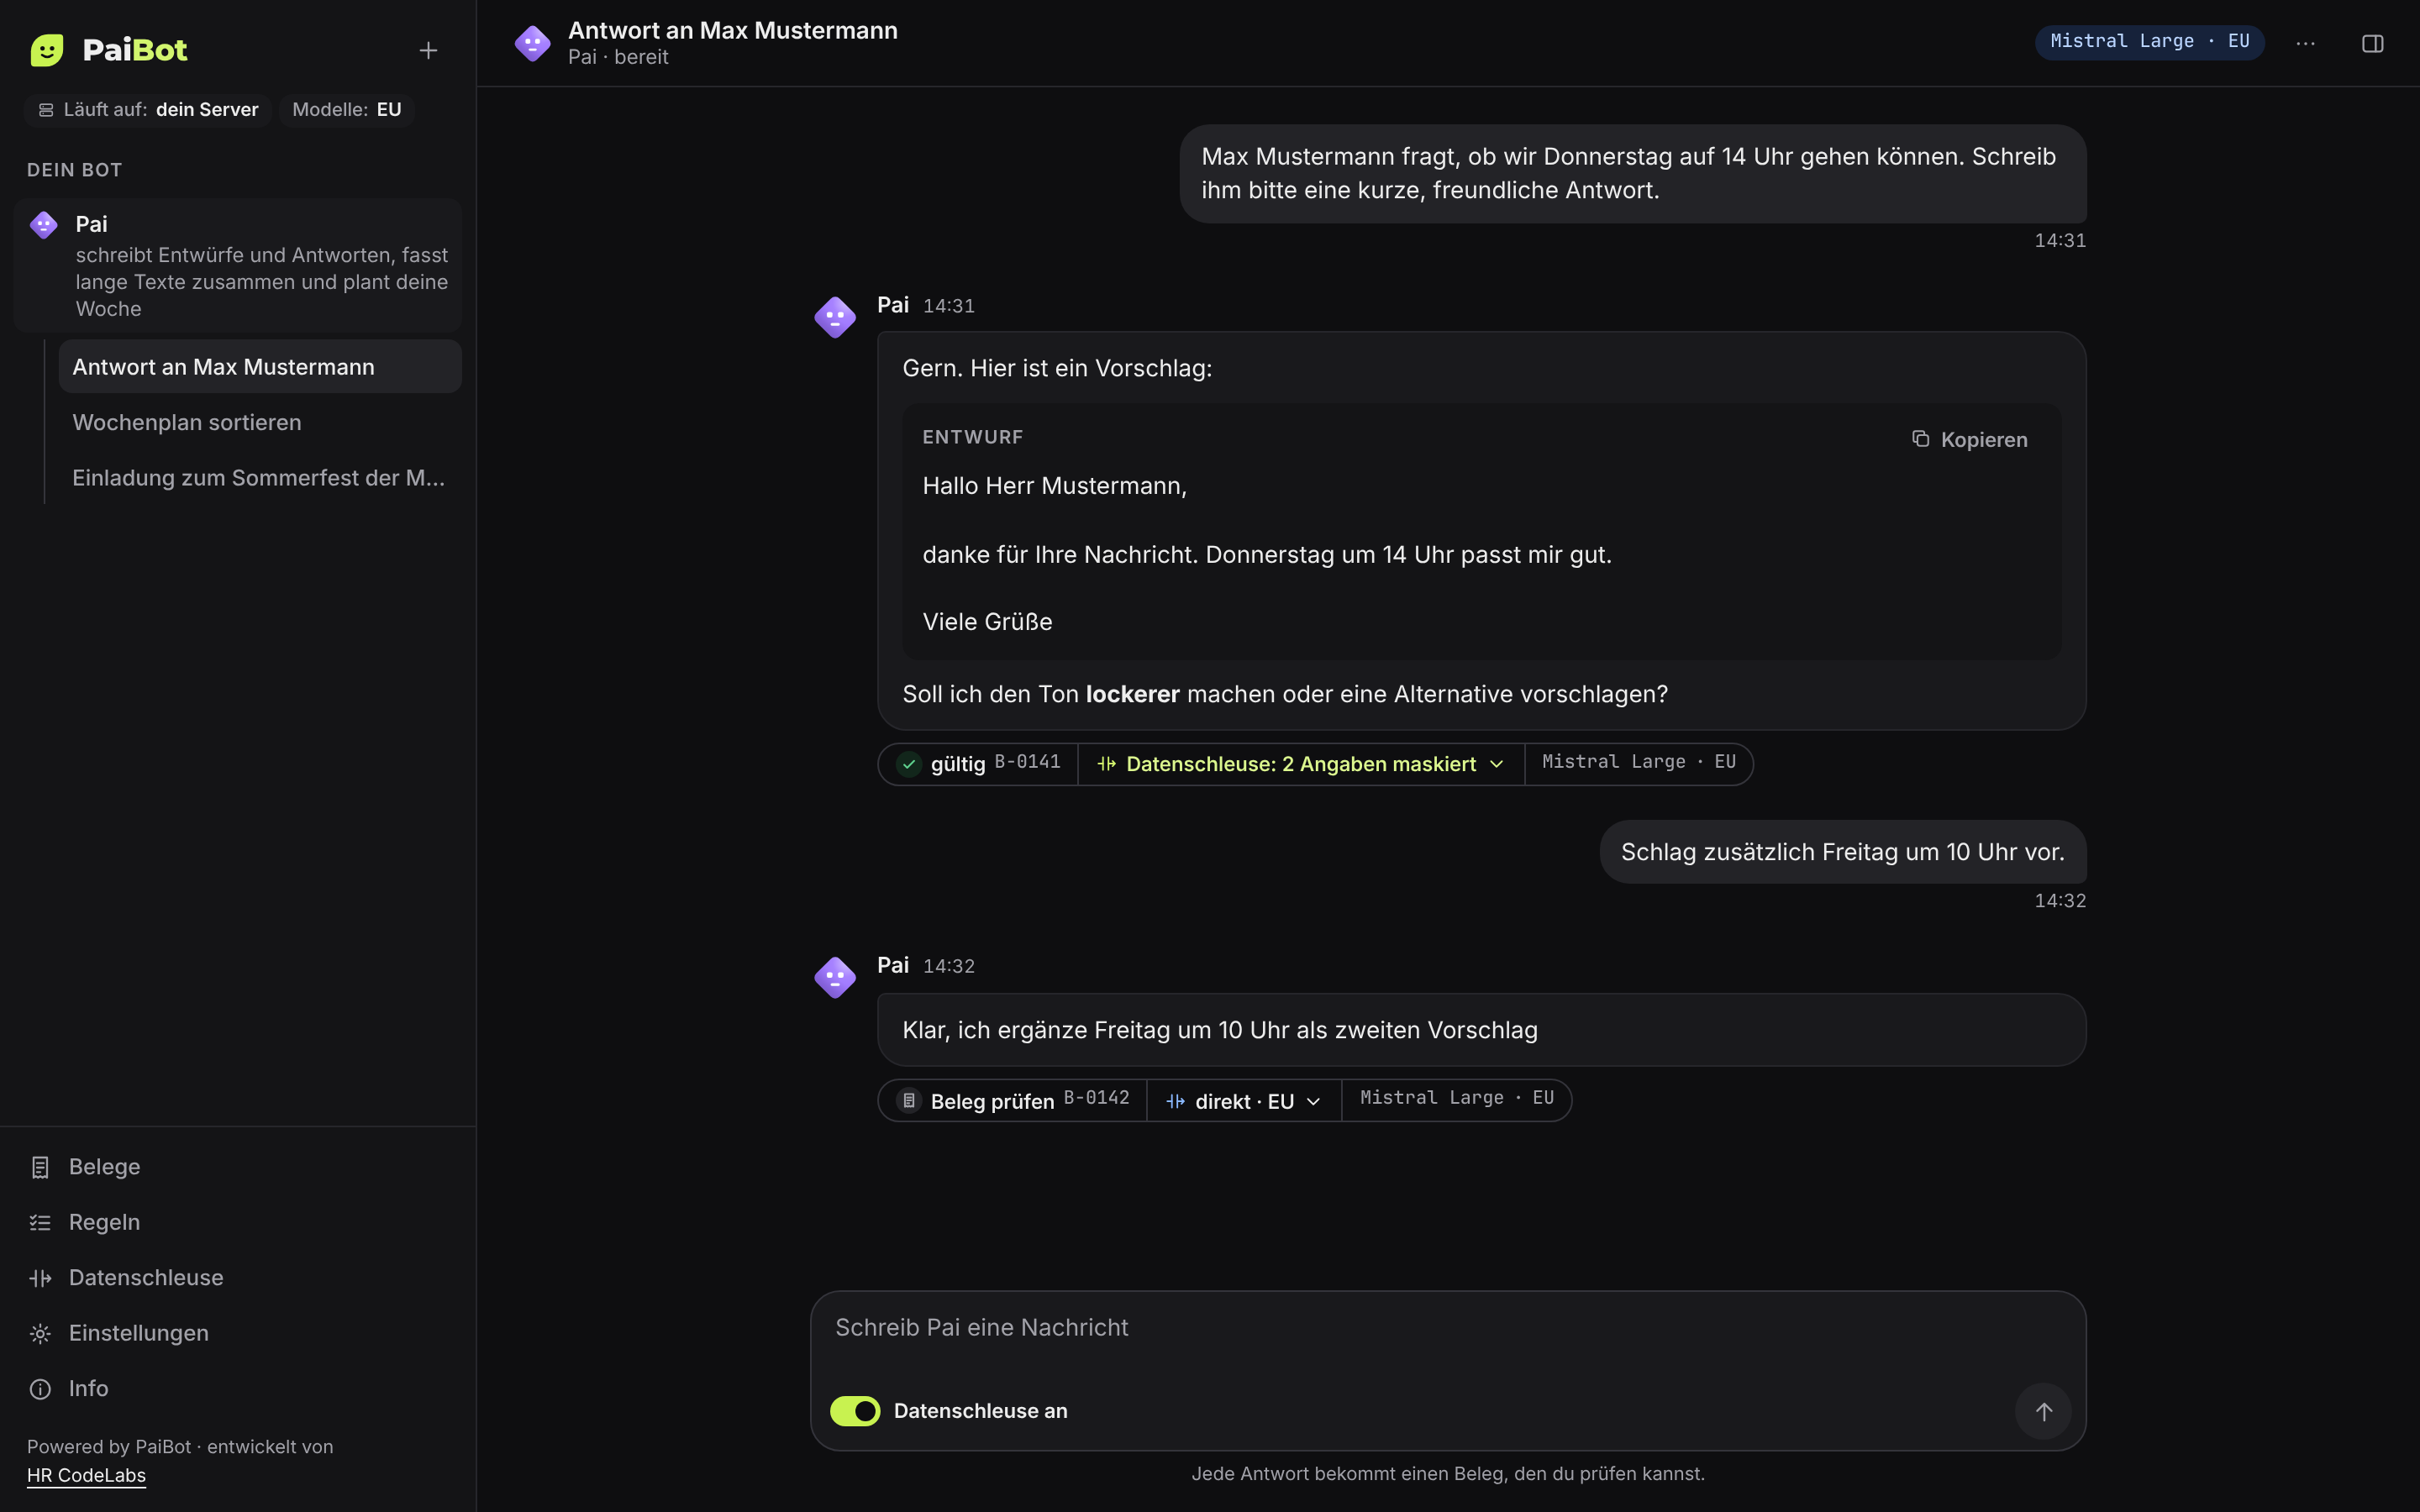 PaiBot
Läuft auf: dein Server
Modelle: EU
DEIN BOT
Pai
schreibt Entwürfe und Antworten, fasst
lange Texte zusammen und plant deine
Woche
Antwort an Max Mustermann
Wochenplan sortieren
Einladung zum Sommerfest der M...
Belege
Regeln
Datenschleuse
Einstellungen
Info
Powered by PaiBot · entwickelt von
HR CodeLabs
Antwort an Max Mustermann
Pai · bereit
Mistral Large · EU
Max Mustermann fragt, ob wir Donnerstag auf 14 Uhr gehen können. Schreib
ihm bitte eine kurze, freundliche Antwort.
14:31
Pai 14:31
Gern. Hier ist ein Vorschlag:
ENTWURF
Kopieren
Hallo Herr Mustermann,
danke für Ihre Nachricht. Donnerstag um 14 Uhr passt mir gut.
Viele Grüße
Soll ich den Ton lockerer machen oder eine Alternative vorschlagen?
gültig B-0141
Datenschleuse: 2 Angaben maskiert
Mistral Large · EU
Schlag zusätzlich Freitag um 10 Uhr vor.
14:32
Pai 14:32
Klar, ich ergänze Freitag um 10 Uhr als zweiten Vorschlag
Beleg prüfen B-0142
direkt · EU
Mistral Large · EU
Schreib Pai eine Nachricht
Datenschleuse an
Jede Antwort bekommt einen Beleg, den du prüfen kannst.